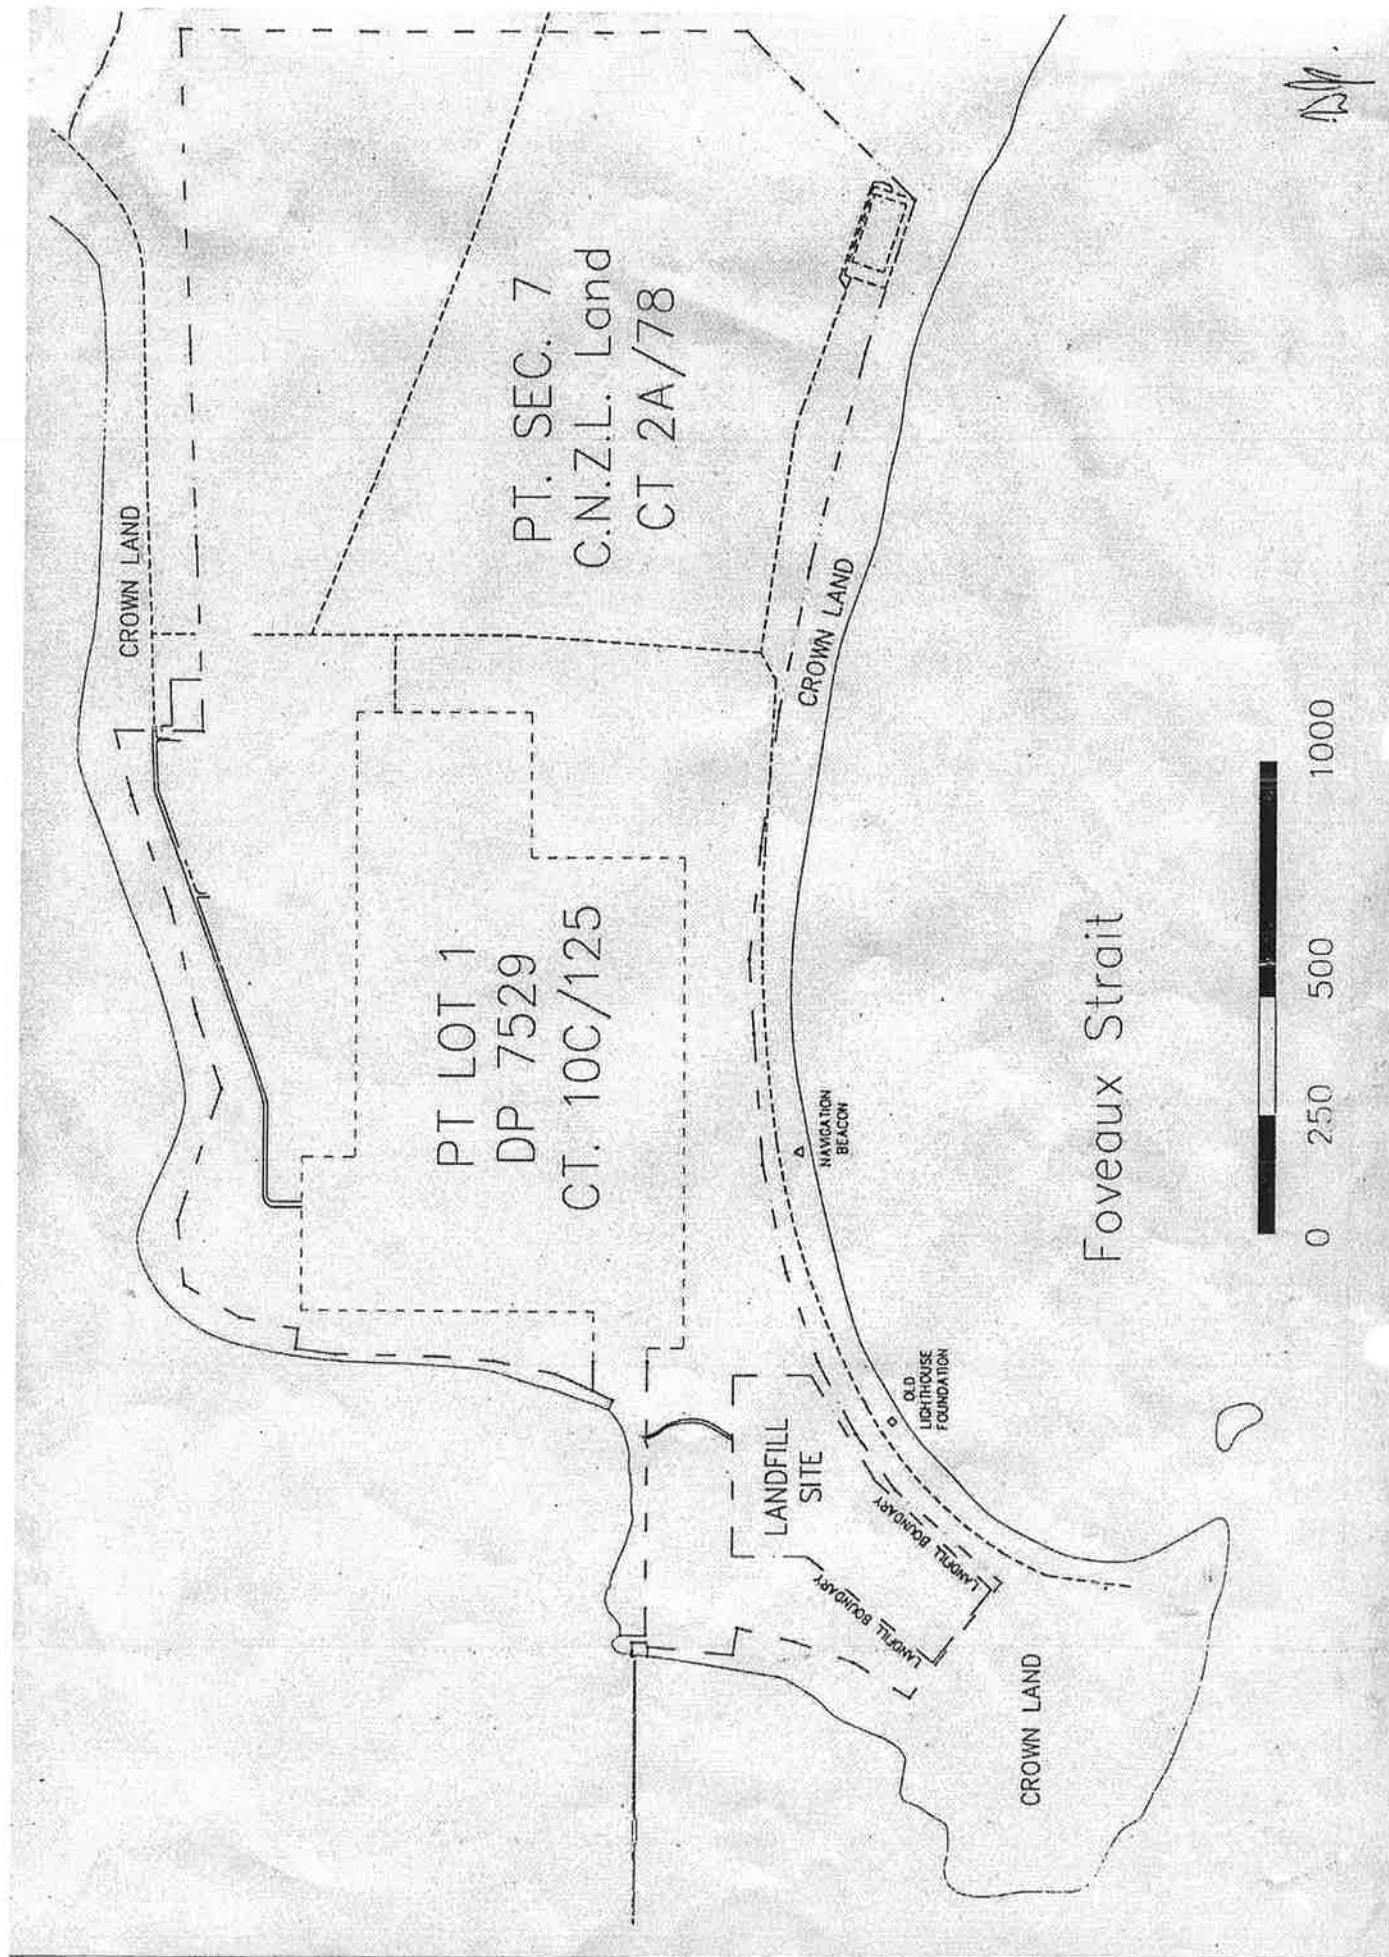 CROWN LAND
PT. SEC. 7
C.N.Z.L. Land
CT 2A/78
PT LOT 1
DP 7529
CT. 10C/125
CROWN LAND
NAVIGATION
BEACON
OLD
LIGHTHOUSE
FOUNDATION
LANDFILL
SITE
LANDFILL BOUNDARY
LANDFILL BOUNDARY
LANDFILL BOUNDARY
LANDFILL BOUNDARY
CROWN LAND
Foveaux Strait
0 250 500 1000